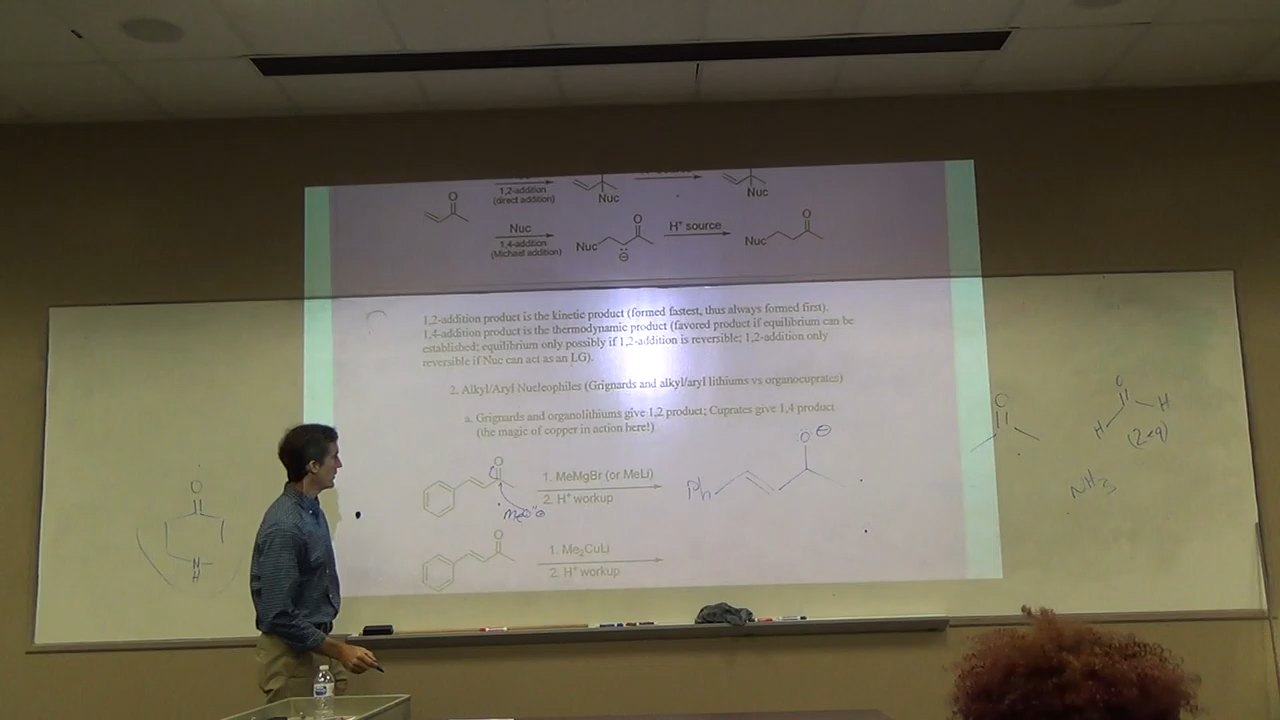 1,2-addition
(direct addition)
O
Nuc
Nuc
Nuc
1,4-addition
(Michael addition)
Nuc
O
⊖
H⁺ source
Nuc
O
1,2-addition product is the kinetic product (formed fastest, thus always formed first).
1,4-addition product is the thermodynamic product (favored product if equilibrium can be
established; equilibrium only possibly if 1,2-addition is reversible; 1,2-addition only
reversible if Nuc can act as an LG).
2. Alkyl/Aryl Nucleophiles (Grignards and alkyl/aryl lithiums vs organocuprates)
a. Grignards and organolithiums give 1,2 product; Cuprates give 1,4 product
(the magic of copper in action here!)
O
1. MeMgBr (or MeLi)
2. H⁺ workup
Ph
O ⊖
O
1. Me₂CuLi
2. H⁺ workup
O
N
H
O
O
H
H
(2 eq)
NH₃